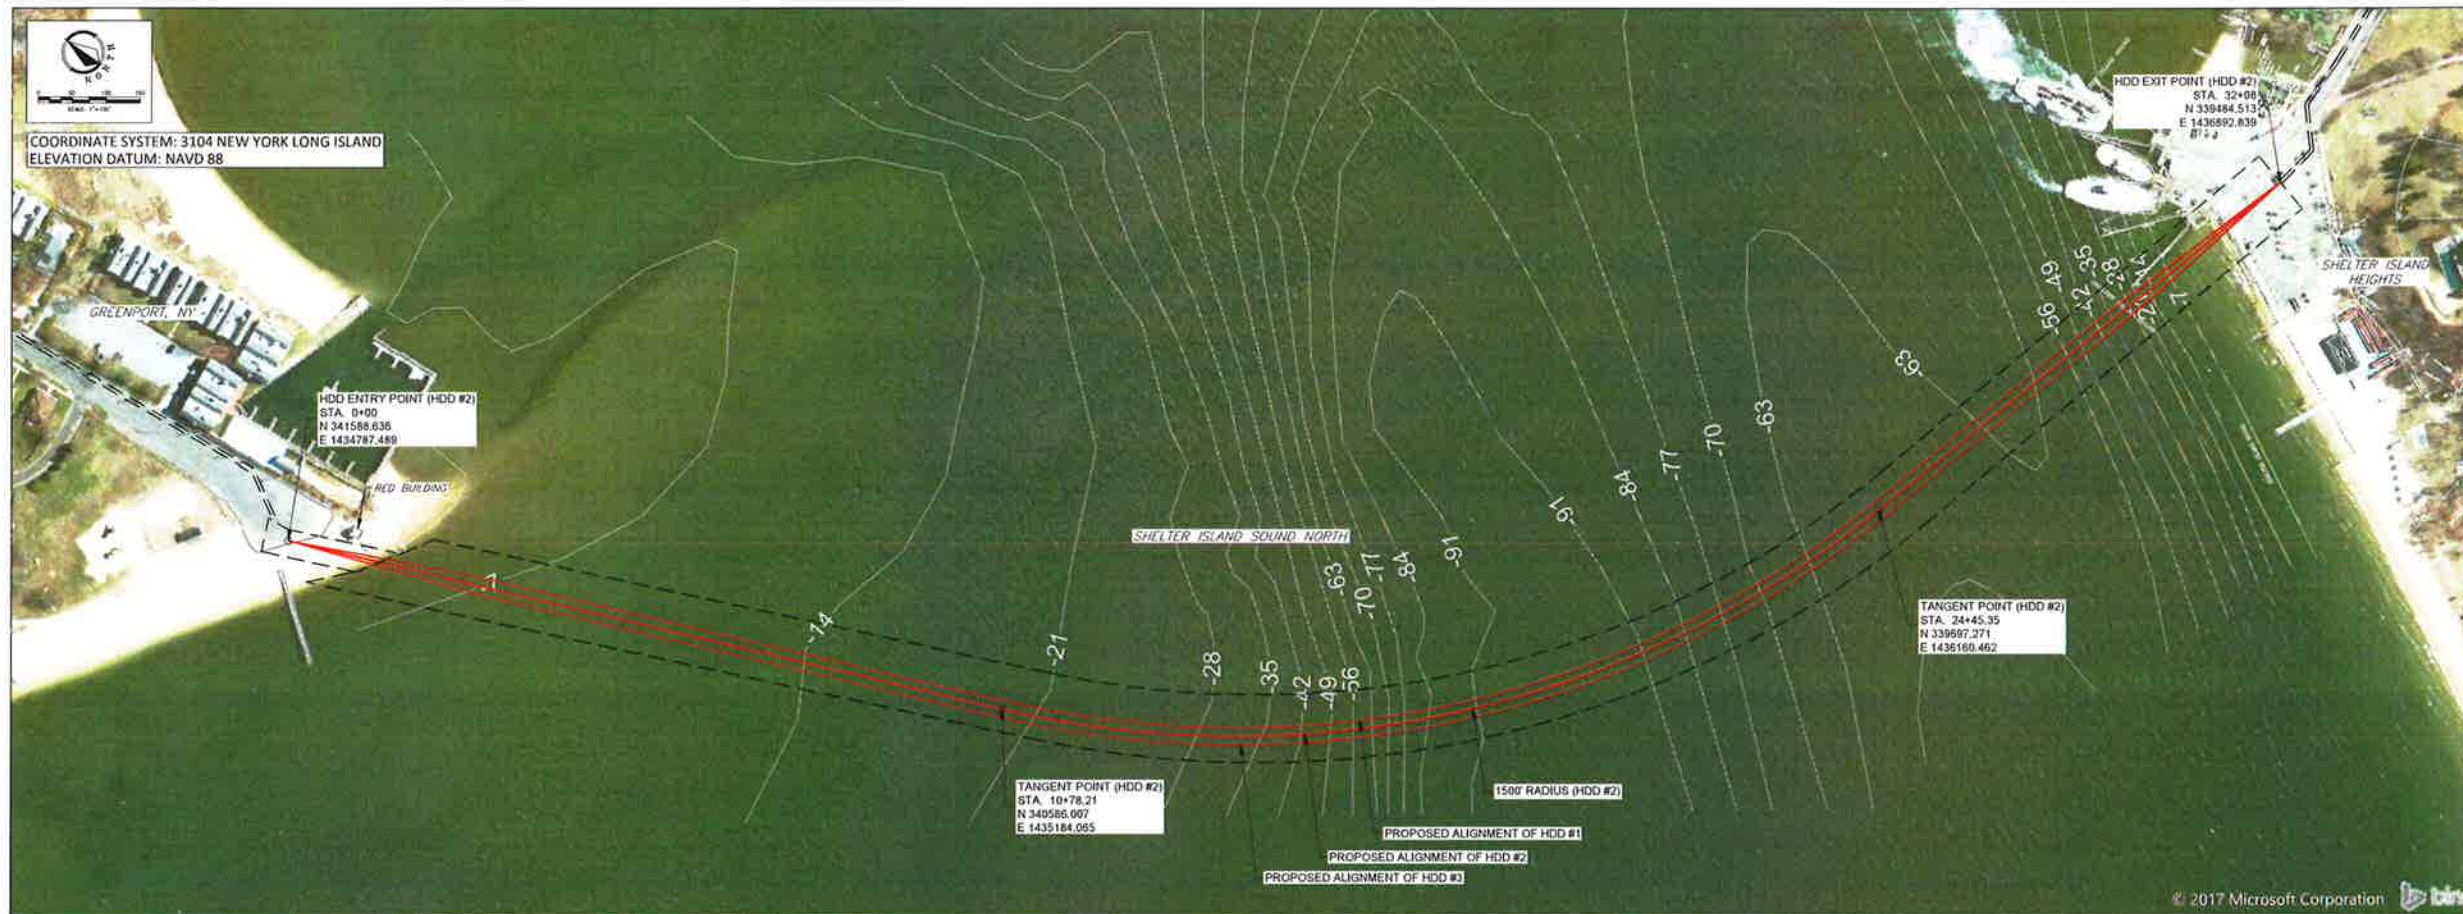 NORTH
0 50 100 150
COORDINATE SYSTEM: 3104 NEW YORK LONG ISLAND
ELEVATION DATUM: NAVD 88
GREENPORT, NY
HDD ENTRY POINT (HDD #2)
STA. 0+00
N 341588.636
E 1434787.489
RED BUILDING
-7
-14
-21
-28
-35
-42
-49
-56
-63
-70
-77
-84
-91
SHELTER ISLAND SOUND NORTH
TANGENT POINT (HDD #2)
STA. 10+78.21
N 340586.007
E 1435184.065
PROPOSED ALIGNMENT OF HDD #3
PROPOSED ALIGNMENT OF HDD #2
PROPOSED ALIGNMENT OF HDD #1
1500' RADIUS (HDD #2)
-91
-84
-77
-70
-63
-63
TANGENT POINT (HDD #2)
STA. 24+45.35
N 339697.271
E 1436160.462
-56
-49
-42
-35
-28
-21
-14
-7
HDD EXIT POINT (HDD #2)
STA. 32+08
N 339484.513
E 1436892.839
SHELTER ISLAND
HEIGHTS
© 2017 Microsoft Corporation